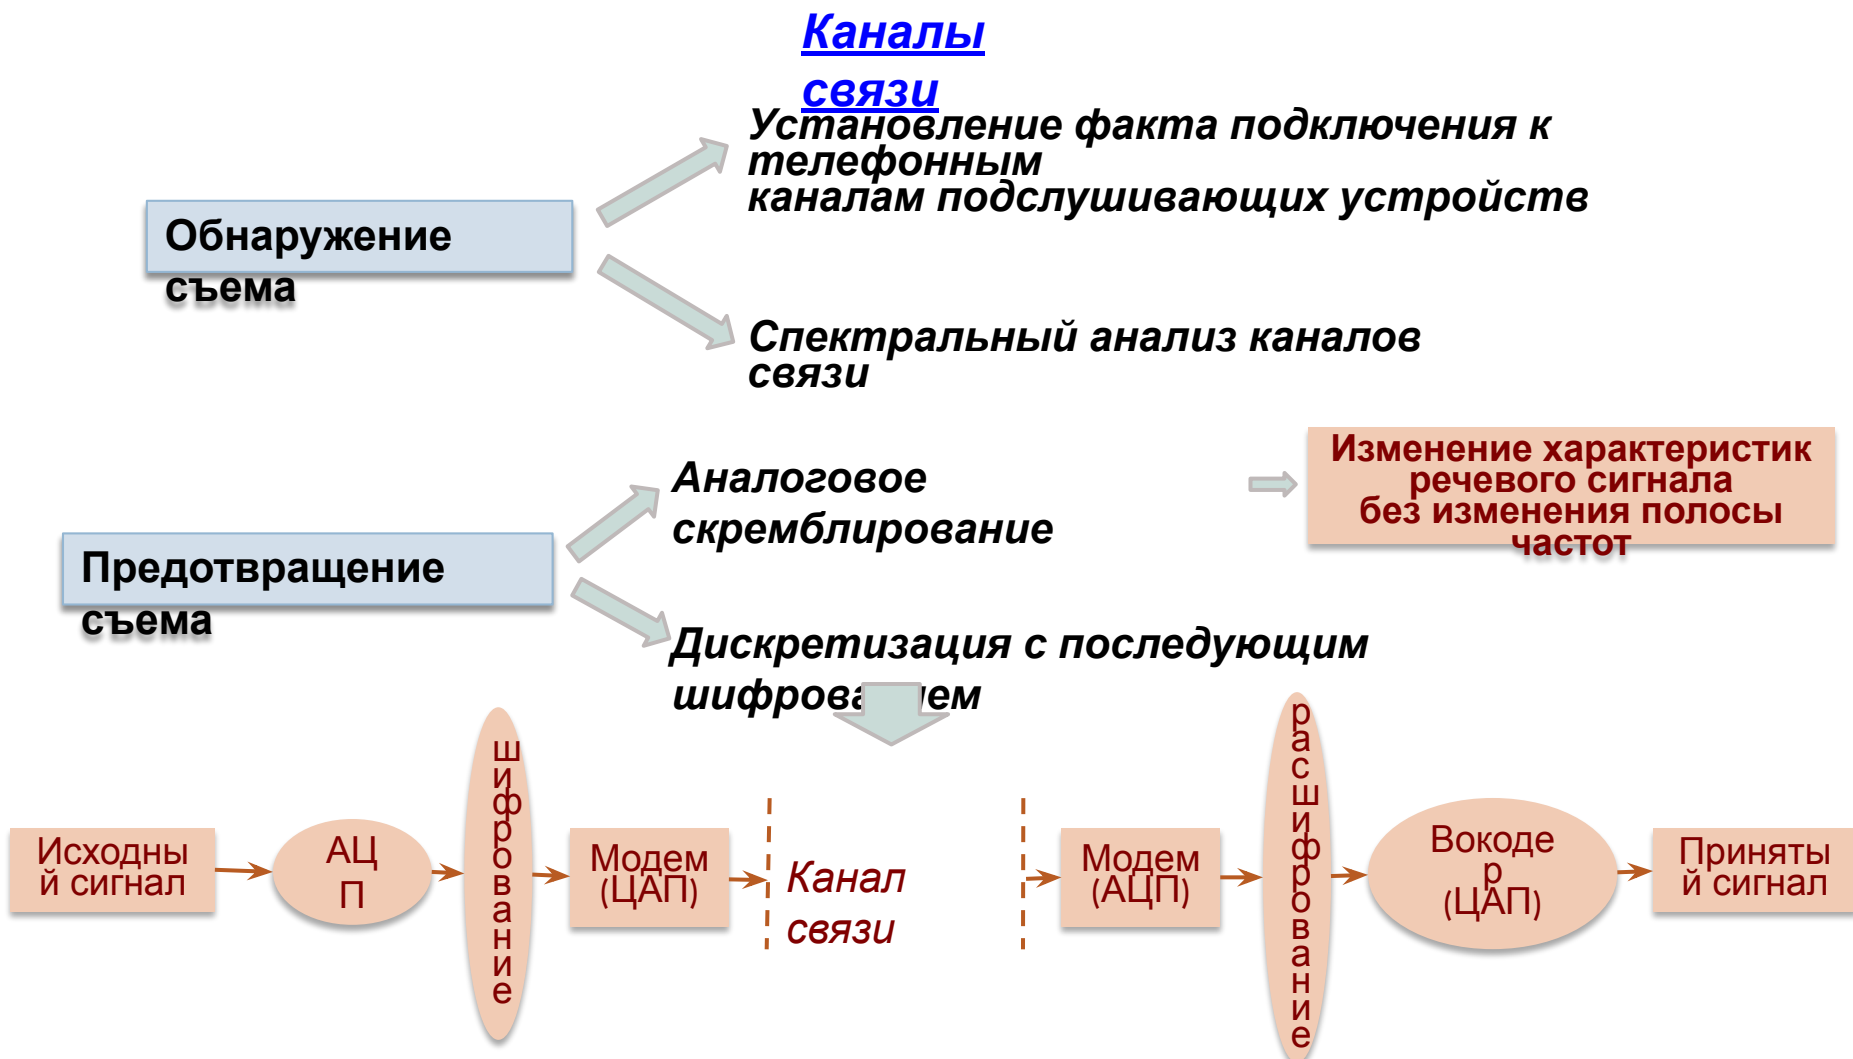 Каналы
связи
Установление факта подключения к
телефонным
каналам подслушивающих устройств
Обнаружение
съема
Спектральный анализ каналов
связи
Аналоговое
скремблирование
Изменение характеристик
речевого сигнала
без изменения полосы
частот
Предотвращение
съема
Дискретизация с последующим
шифрованием
Исходны
й сигнал
АЦ
П
шифрование
Модем
(ЦАП)
Канал
связи
Модем
(АЦП)
расшифрование
Вокоде
р
(ЦАП)
Приняты
й сигнал